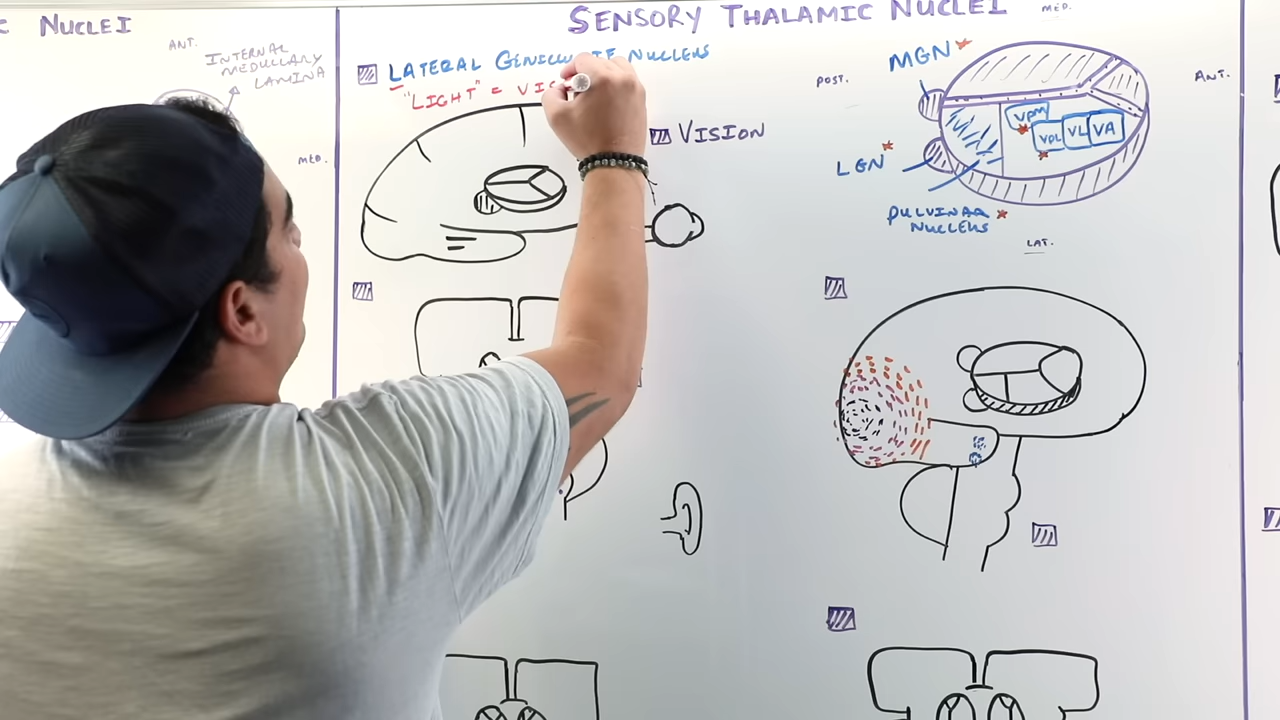 C NUCLEI
ANT.
INTERNAL
MEDULLARY
LAMINA
MED.
SENSORY THALAMIC NUCLEI
LATERAL NUCLEUS
"LIGHT" =
VISION
MED.
POST.
ANT.
MGN*
VPM
VPL
VL
VA
LGN*
PULVINAR *
NUCLEUS
LAT.